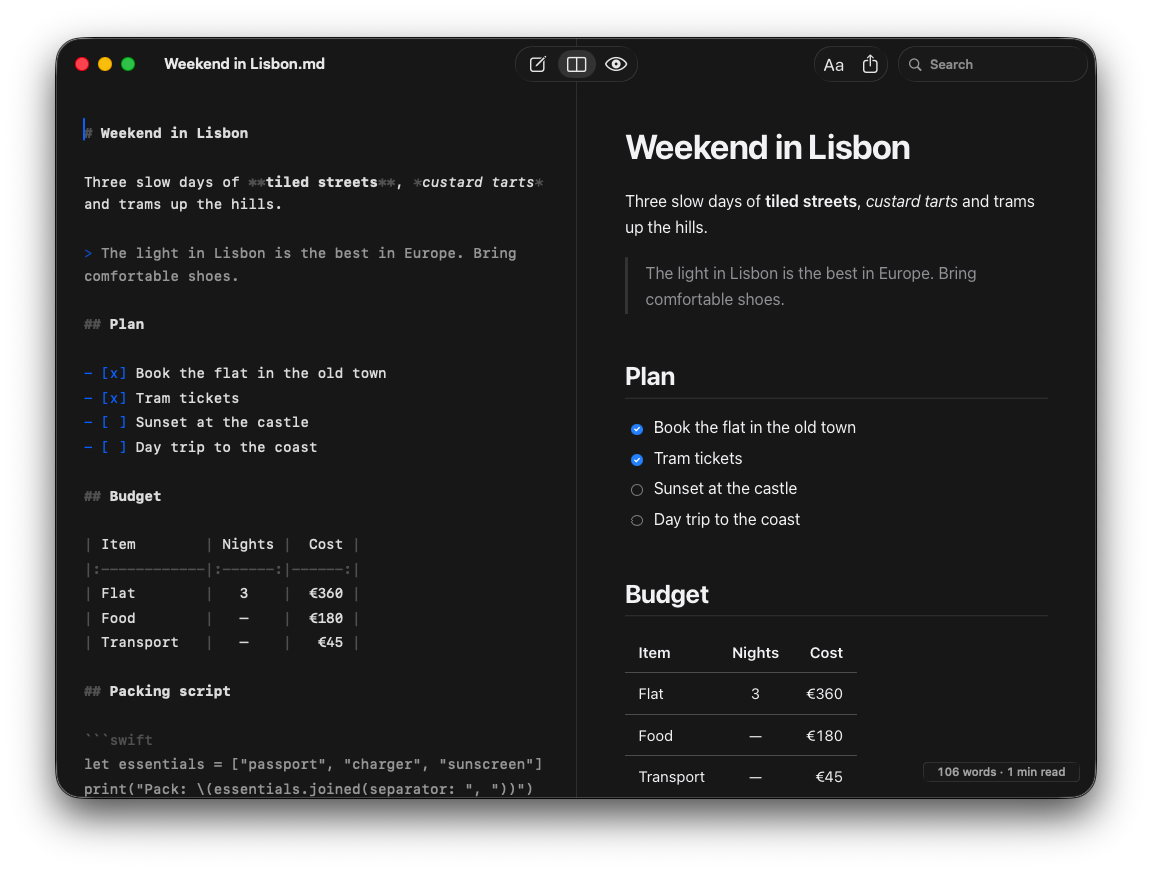 Weekend in Lisbon.md
Aa
Search
# Weekend in Lisbon
Three slow days of **tiled streets**, *custard tarts*
and trams up the hills.
> The light in Lisbon is the best in Europe. Bring
comfortable shoes.
## Plan
- [x] Book the flat in the old town
- [x] Tram tickets
- [ ] Sunset at the castle
- [ ] Day trip to the coast
## Budget
| Item        | Nights |  Cost |
|:------------|:------:|------:|
| Flat        |   3    |  €360 |
| Food        |   —    |  €180 |
| Transport   |   —    |   €45 |
## Packing script
```swift
let essentials = ["passport", "charger", "sunscreen"]
print("Pack: \(essentials.joined(separator: ", "))")
Weekend in Lisbon
Three slow days of tiled streets, custard tarts and trams
up the hills.
The light in Lisbon is the best in Europe. Bring
comfortable shoes.
Plan
Book the flat in the old town
Tram tickets
Sunset at the castle
Day trip to the coast
Budget
Item Nights Cost
Flat 3 €360
Food — €180
Transport — €45
106 words · 1 min read